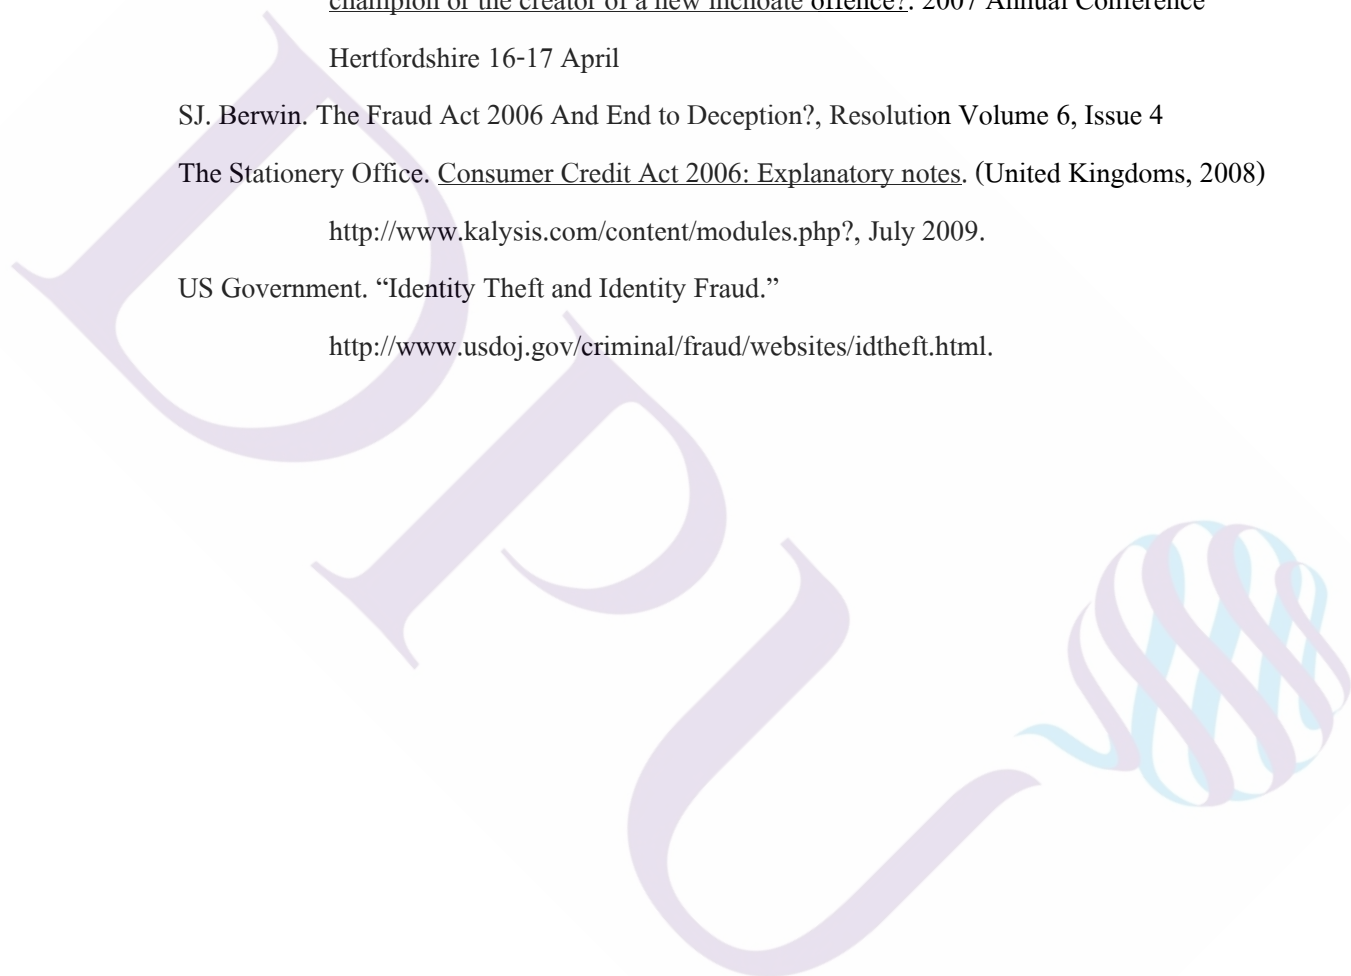 champion or the creator of a new inchoate offence?. 2007 Annual Conference
Hertfordshire 16-17 April
SJ. Berwin. The Fraud Act 2006 And End to Deception?, Resolution Volume 6, Issue 4
The Stationery Office. Consumer Credit Act 2006: Explanatory notes. (United Kingdoms, 2008)
http://www.kalysis.com/content/modules.php?, July 2009.
US Government. “Identity Theft and Identity Fraud.”
http://www.usdoj.gov/criminal/fraud/websites/idtheft.html.
DPU